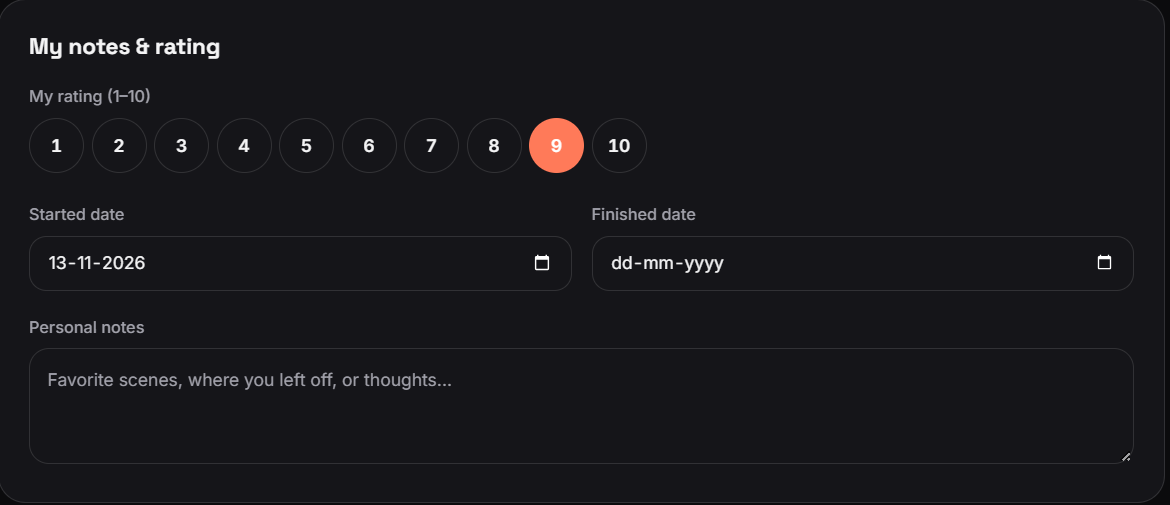 My notes & rating
My rating (1–10)
1 2 3 4 5 6 7 8 9 10
Started date
Finished date
13-11-2026
dd-mm-yyyy
Personal notes
Favorite scenes, where you left off, or thoughts...